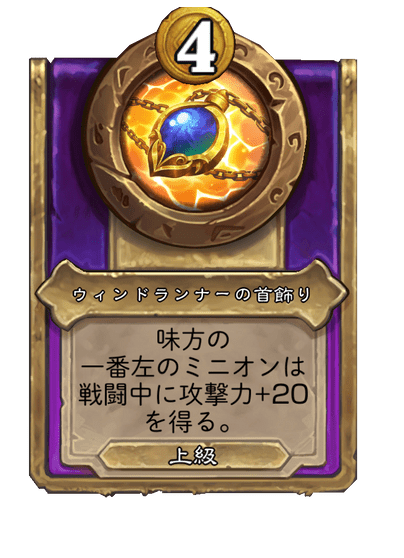 4
ウィンドランナーの首飾り
味方の
一番左のミニオンは
戦闘中に攻撃力+20
を得る。
上級